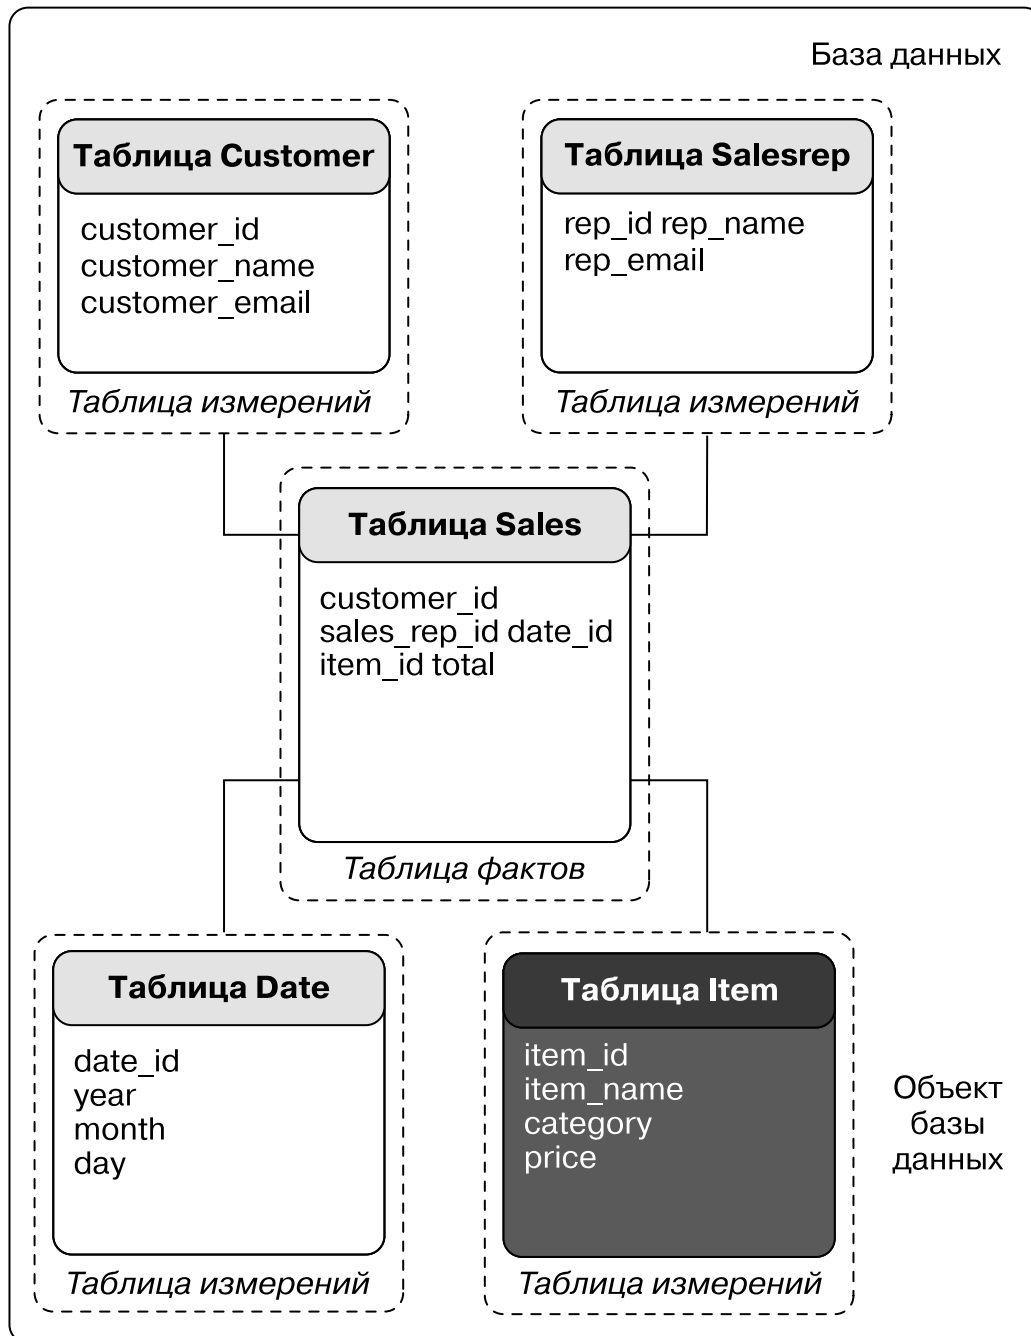 База данных
Таблица Customer
customer_id
customer_name
customer_email
Таблица измерений
Таблица Salesrep
rep_id rep_name
rep_email
Таблица измерений
Таблица Sales
customer_id
sales_rep_id date_id
item_id total
Таблица фактов
Таблица Date
date_id
year
month
day
Таблица измерений
Таблица Item
item_id
item_name
category
price
Таблица измерений
Объект
базы
данных